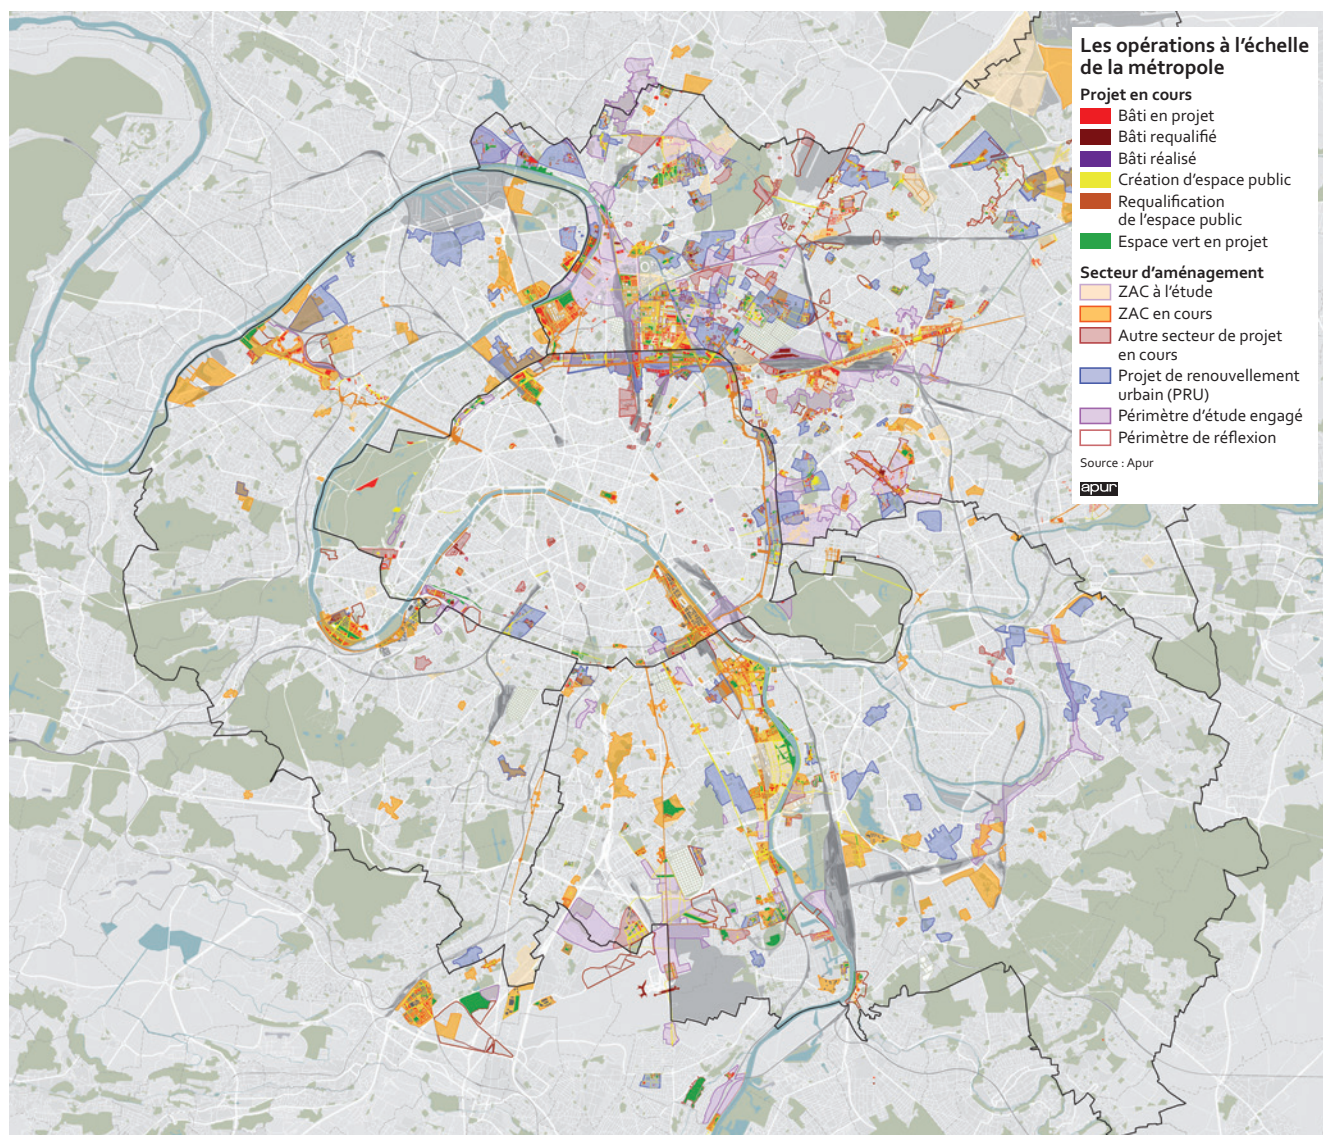 Les opérations à l'échelle
de la métropole
Projet en cours
Bâti en projet
Bâti requalifié
Bâti réalisé
Création d'espace public
Requalification
de l'espace public
Espace vert en projet
Secteur d'aménagement
ZAC à l'étude
ZAC en cours
Autre secteur de projet
en cours
Projet de renouvellement
urbain (PRU)
Périmètre d'étude engagé
Périmètre de réflexion
Source : Apur
apur